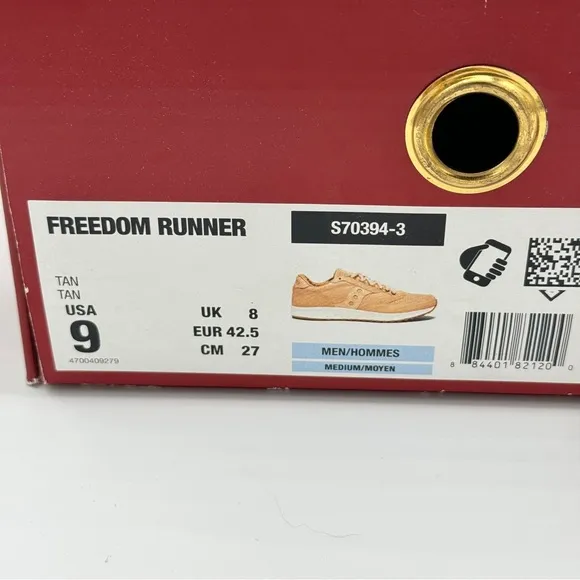 FREEDOM RUNNER
S70394-3
TAN
TAN
USA
9
4700409279
UK 8
EUR 42.5
CM 27
MEN/HOMMES
MEDIUM/MOYEN
8 84401 82120 0